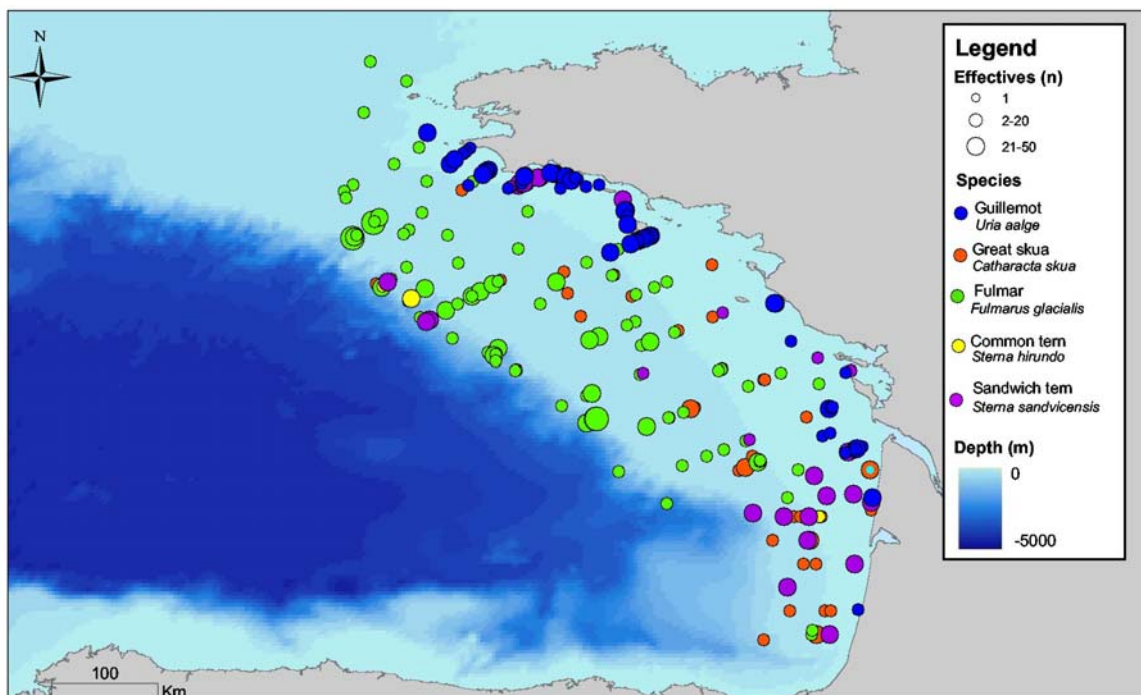 N
Legend
Effectives (n)
1
2-20
21-50
Species
Guillemot
Uria aalge
Great skua
Catharacta skua
Fulmar
Fulmarus glacialis
Common tern
Sterna hirundo
Sandwich tern
Sterna sandvicensis
Depth (m)
0
-5000
100
Km